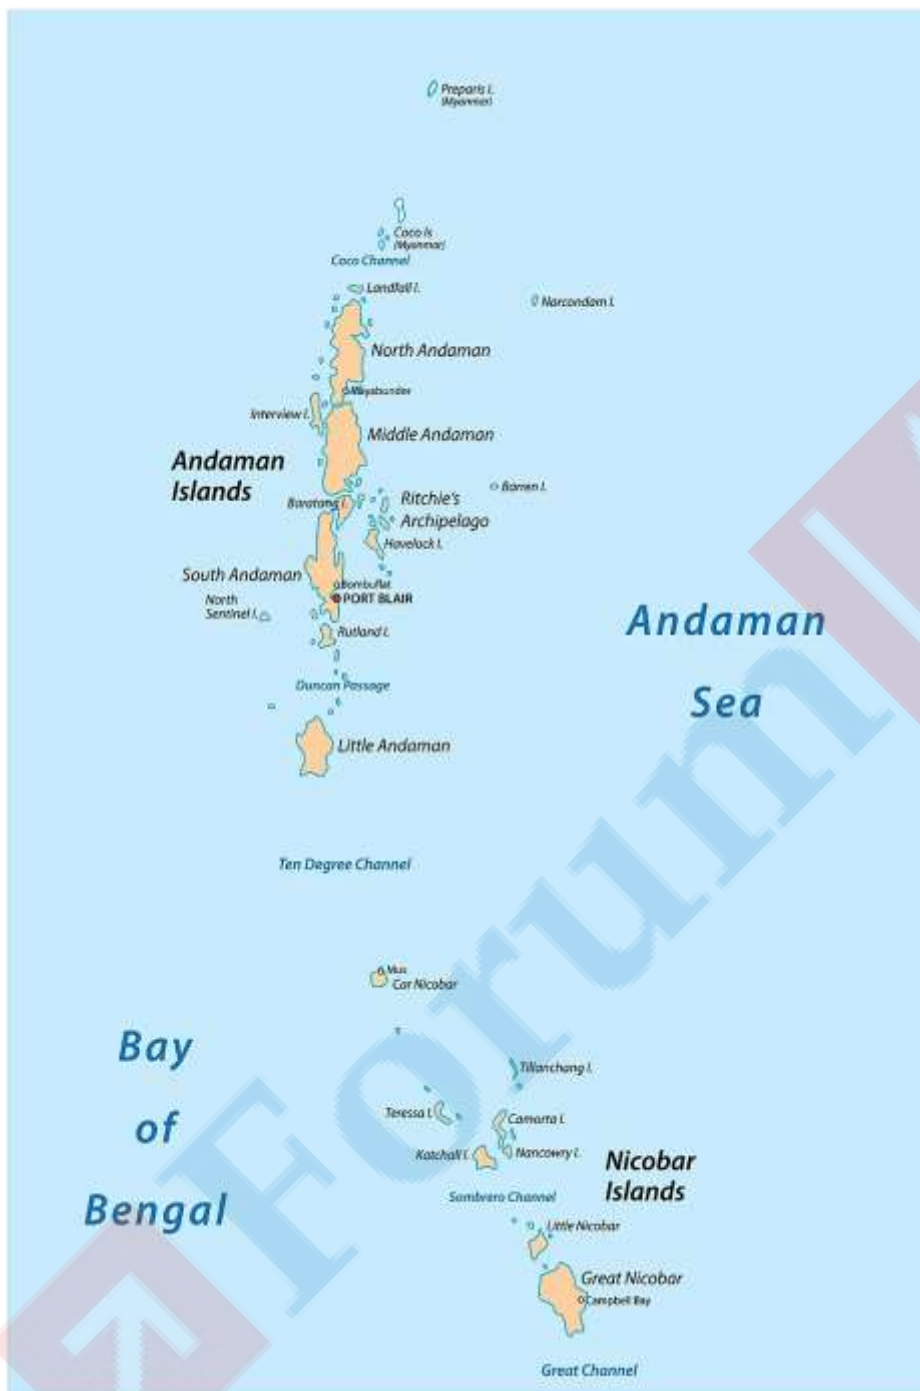 Preparis I.
(Myanmar)
Coco Is
(Myanmar)
Coco Channel
Landfall I.
Narcondam I.
North Andaman
Mayabunder
Interview I.
Middle Andaman
Andaman
Islands
Barren I.
Baratang I.
Ritchie's
Archipelago
Havelock I.
South Andaman
Bombuflat
PORT BLAIR
North
Sentinel I.
Rutland I.
Andaman
Sea
Duncan Passage
Little Andaman
Ten Degree Channel
Mus
Car Nicobar
Bay
of
Bengal
Tillanchang I.
Teressa I.
Camorta I.
Katchall I.
Nancowry I.
Nicobar
Islands
Sombrero Channel
Little Nicobar
Great Nicobar
Campbell Bay
Great Channel
Forum